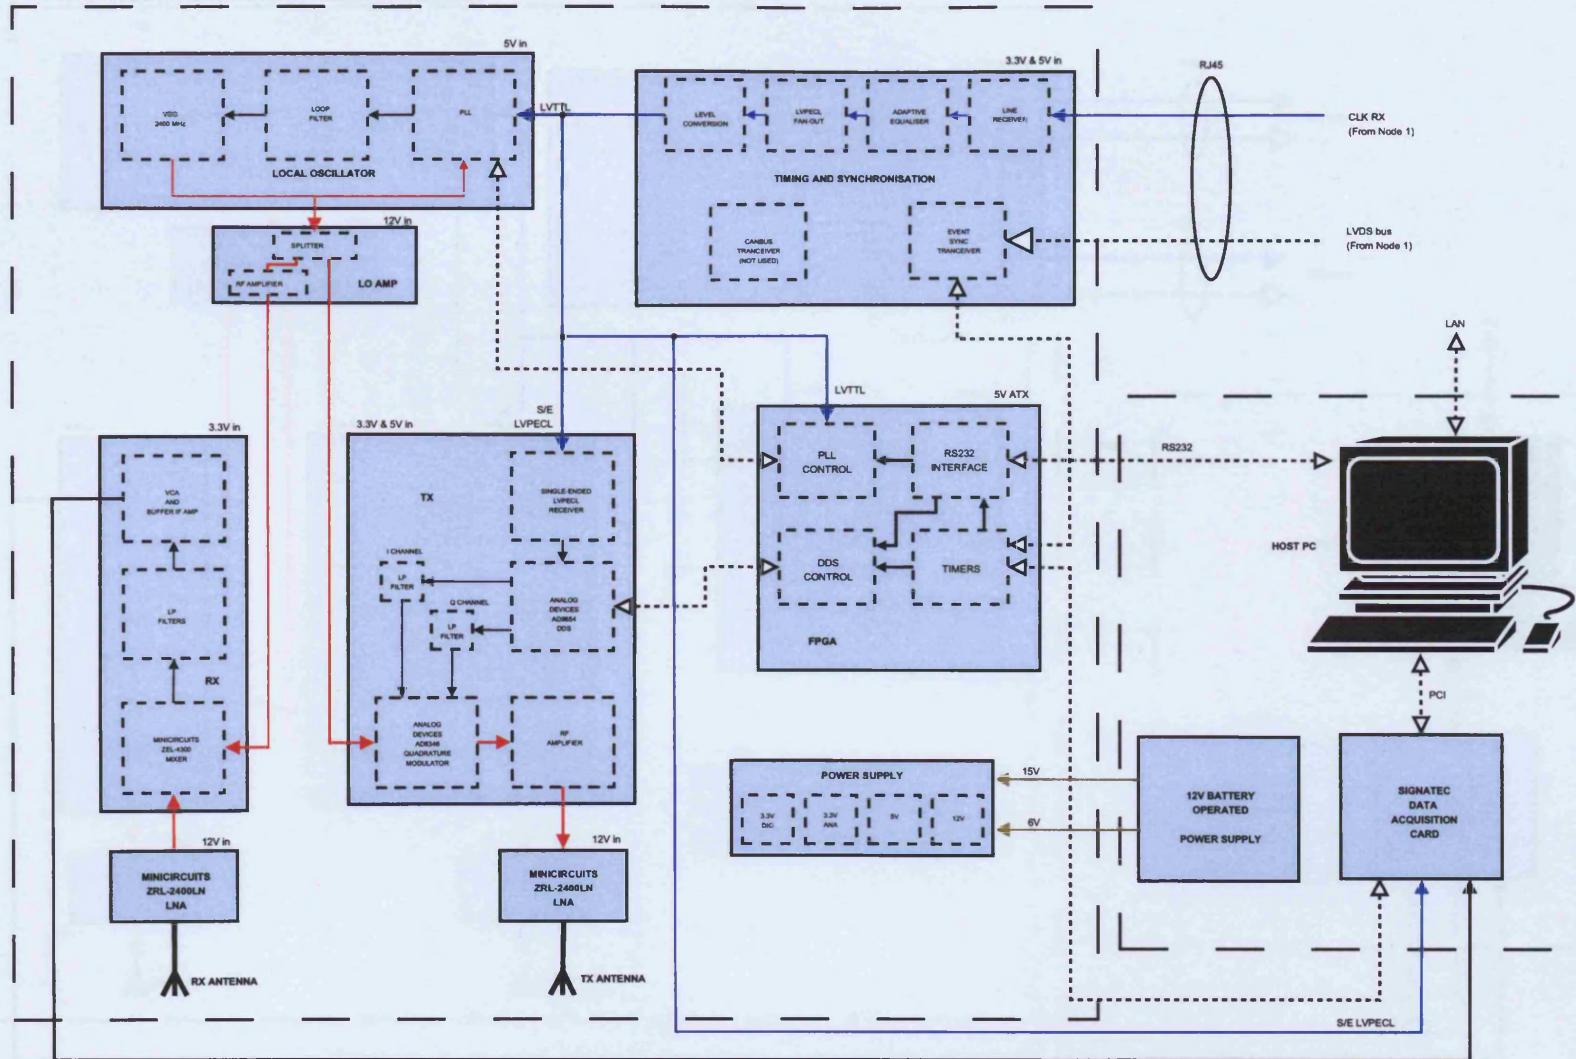 5V in
3.3V & 5V in
RJ45
2400 MHz
LOOP
FILTER
PLL
LOCAL OSCILLATOR
LVTTL
LEVEL
CONVERSION
LVPECL
FAN-OUT
ADAPTIVE
EQUALISER
LINE
RECEIVER
TIMING AND SYNCHRONISATION
CLK RX
(From Node 1)
CANBUS
TRANCEIVER
(NOT USED)
EVENT
SYNC
TRANCEIVER
LVDS bus
(From Node 1)
12V in
SPLITTER
RF AMPLIFIER
LO AMP
LAN
3.3V in
3.3V & 5V in
S/E
LVPECL
LVTTL
5V ATX
VCA
AND
BUFFER IF AMP
LP
FILTERS
RX
MINICIRCUITS
ZEL-4300
MIXER
TX
SINGLE-ENDED
LVPECL
RECEIVER
I CHANNEL
LP
FILTER
Q CHANNEL
LP
FILTER
ANALOG
DEVICES
AD9854
DDS
ANALOG
DEVICES
AD8346
QUADRATURE
MODULATOR
RF
AMPLIFIER
PLL
CONTROL
RS232
INTERFACE
DDS
CONTROL
TIMERS
FPGA
RS232
HOST PC
PCI
POWER SUPPLY
3.3V
DIG
3.3V
ANA
5V
12V
15V
6V
12V BATTERY
OPERATED
POWER SUPPLY
SIGNATEC
DATA
ACQUISITION
CARD
12V in
MINICIRCUITS
ZRL-2400LN
LNA
RX ANTENNA
12V in
MINICIRCUITS
ZRL-2400LN
LNA
TX ANTENNA
S/E LVPECL